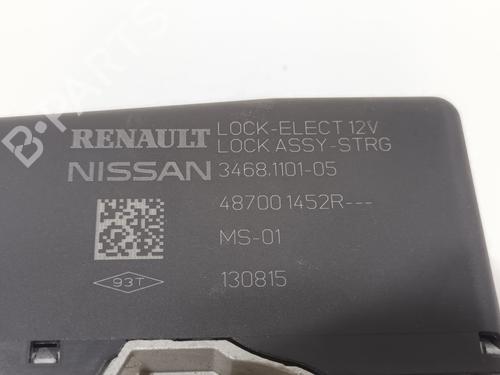 RENAULT LOCK-ELECT 12V
LOCK ASSY-STRG
NISSAN 3468.1101-05
487001452R---
MS-01
93T 130815
B-PARTS